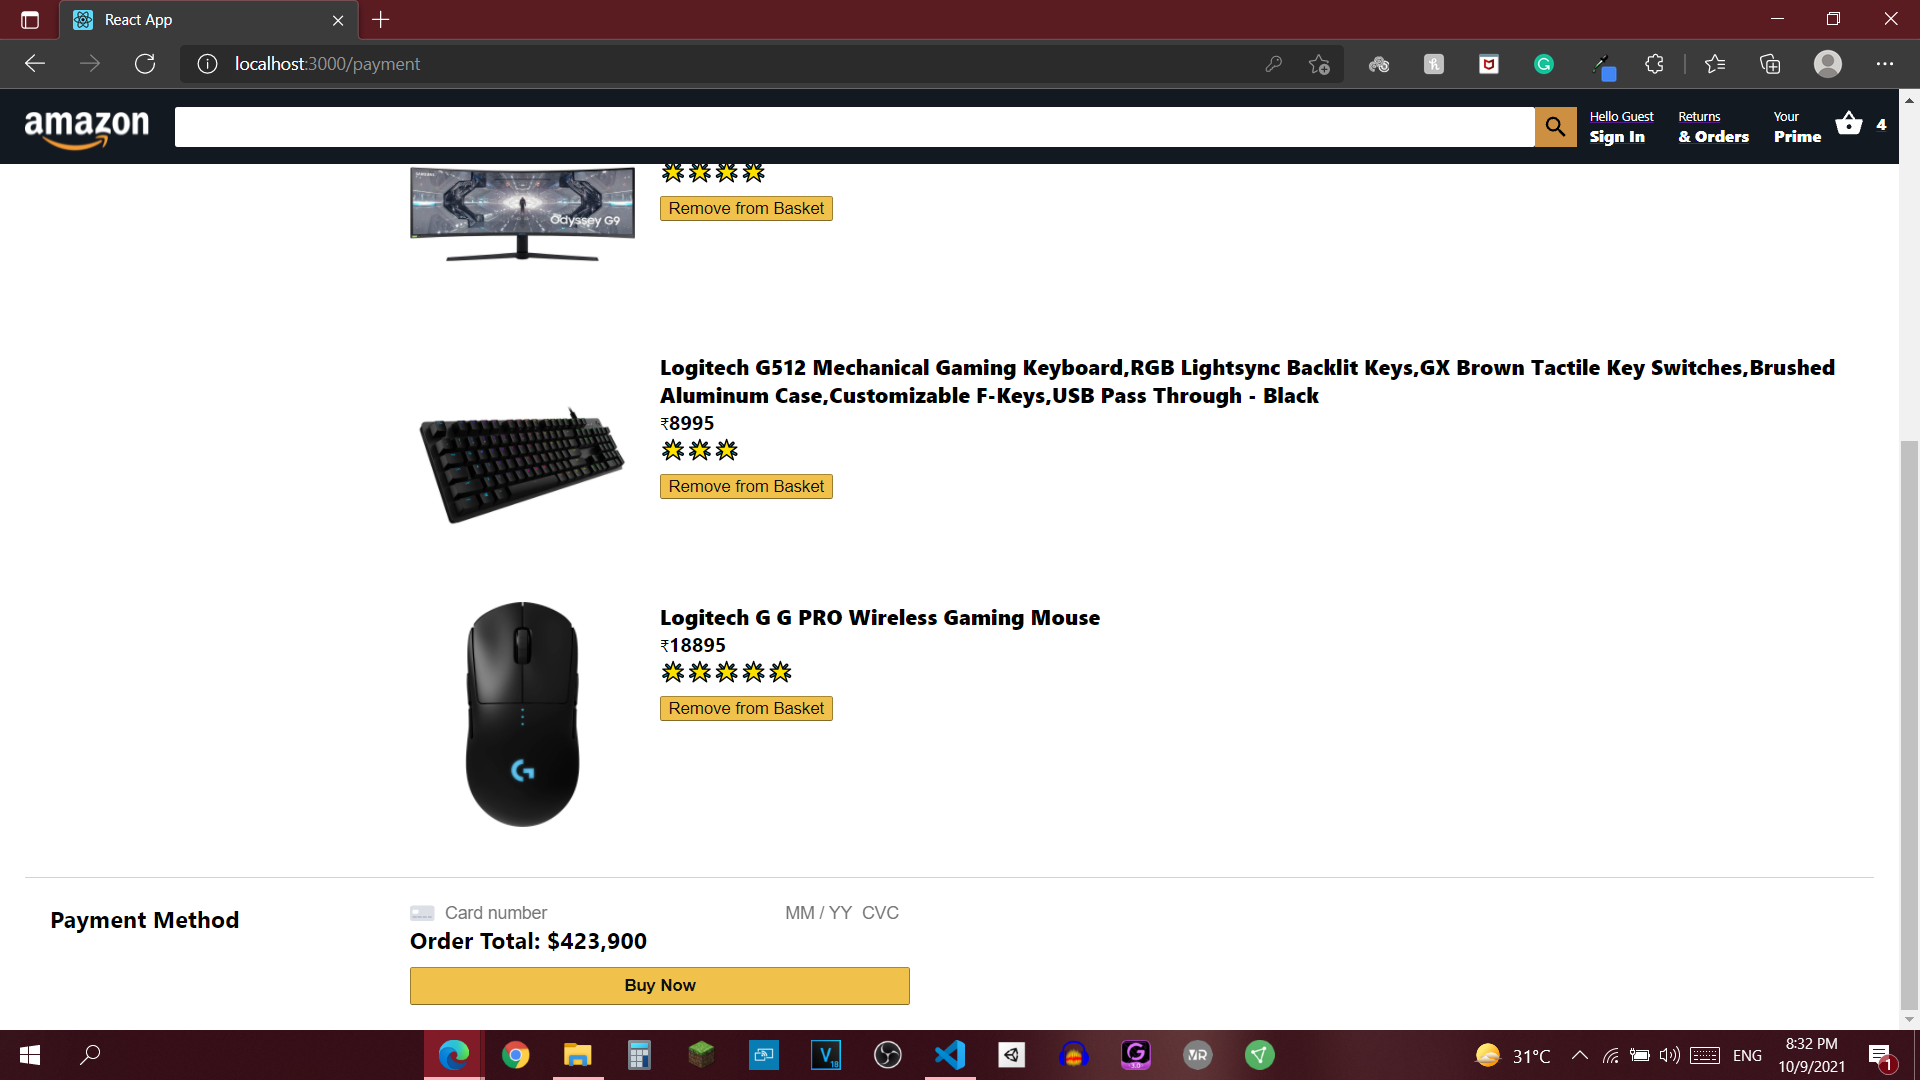 React App
localhost:3000/payment
amazon
Hello Guest
Sign In
Returns
& Orders
Your
Prime
4
SAMSUNG
Odyssey G9
Remove from Basket
Logitech G512 Mechanical Gaming Keyboard,RGB Lightsync Backlit Keys,GX Brown Tactile Key Switches,Brushed
Aluminum Case,Customizable F-Keys,USB Pass Through - Black
₹8995
Remove from Basket
Logitech G G PRO Wireless Gaming Mouse
₹18895
Remove from Basket
Payment Method
Card number
MM / YY CVC
Order Total: $423,900
Buy Now
31°C
ENG
8:32 PM
10/9/2021
1